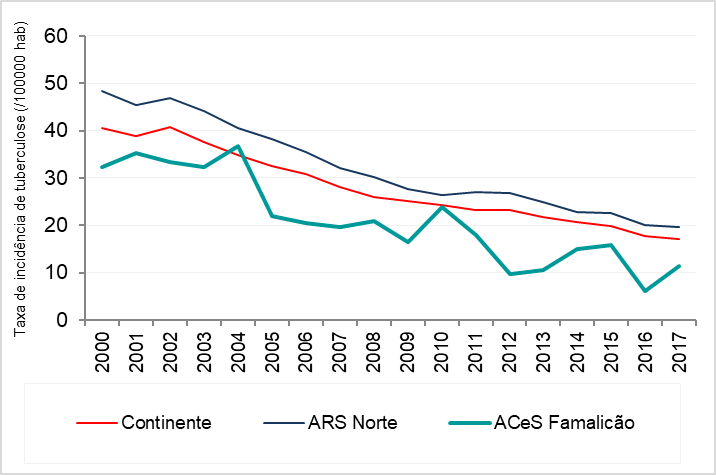 Taxa de incidência de tuberculose (/100000 hab)
60
50
40
30
20
10
0
2000 2001 2002 2003 2004 2005 2006 2007 2008 2009 2010 2011 2012 2013 2014 2015 2016 2017
Continente ARS Norte ACeS Famalicão